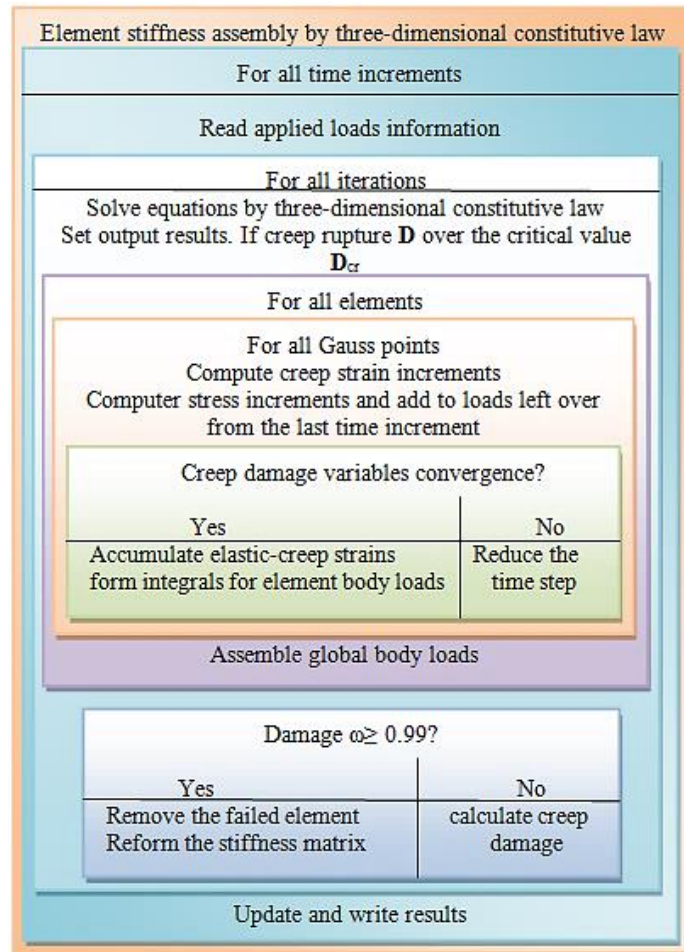 Element stiffness assembly by three-dimensional constitutive law
For all time increments
Read applied loads information
For all iterations
Solve equations by three-dimensional constitutive law
Set output results. If creep rupture D over the critical value
Dcr
For all elements
For all Gauss points
Compute creep strain increments
Computer stress increments and add to loads left over
from the last time increment
Creep damage variables convergence?
Yes No
Accumulate elastic-creep strains Reduce the
form integrals for element body loads time step
Assemble global body loads
Damage ω≥ 0.99?
Yes No
Remove the failed element calculate creep
Reform the stiffness matrix damage
Update and write results